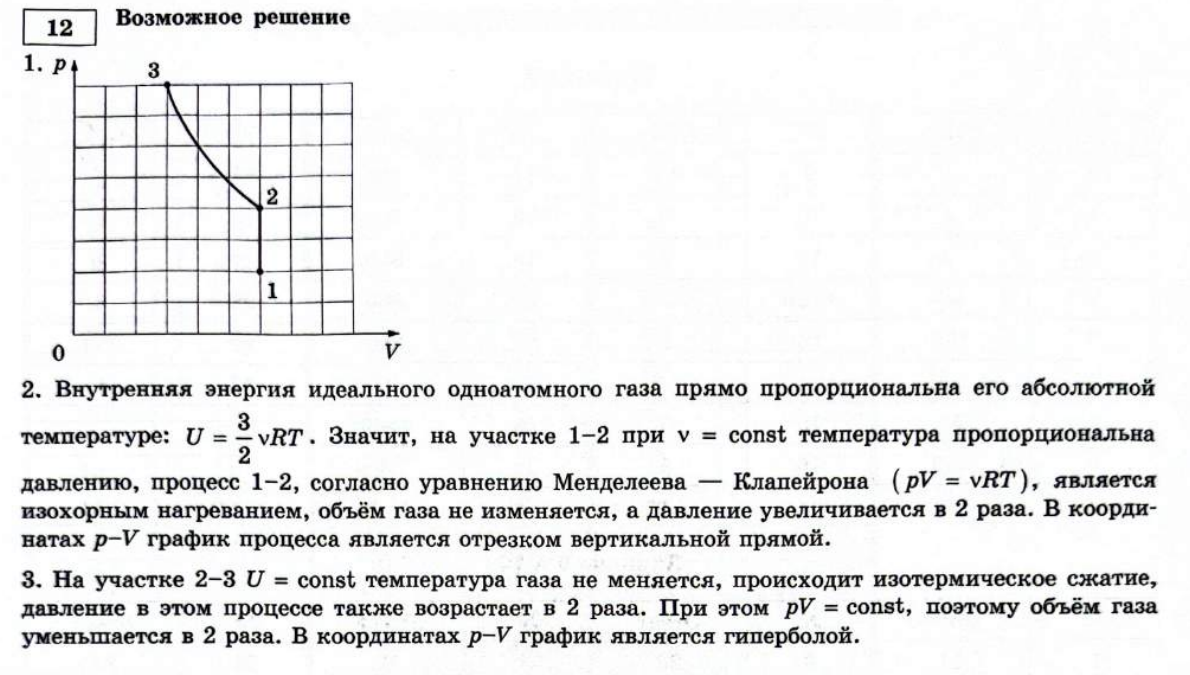 12 Возможное решение
1. p
3
2
1
0
V
2. Внутренняя энергия идеального одноатомного газа прямо пропорциональна его абсолютной
температуре: U = 3/2 νRT. Значит, на участке 1–2 при ν = const температура пропорциональна
давлению, процесс 1–2, согласно уравнению Менделеева — Клапейрона (pV = νRT), является
изохорным нагреванием, объём газа не изменяется, а давление увеличивается в 2 раза. В коорди-
натах p–V график процесса является отрезком вертикальной прямой.
3. На участке 2–3 U = const температура газа не меняется, происходит изотермическое сжатие,
давление в этом процессе также возрастает в 2 раза. При этом pV = const, поэтому объём газа
уменьшается в 2 раза. В координатах p–V график является гиперболой.